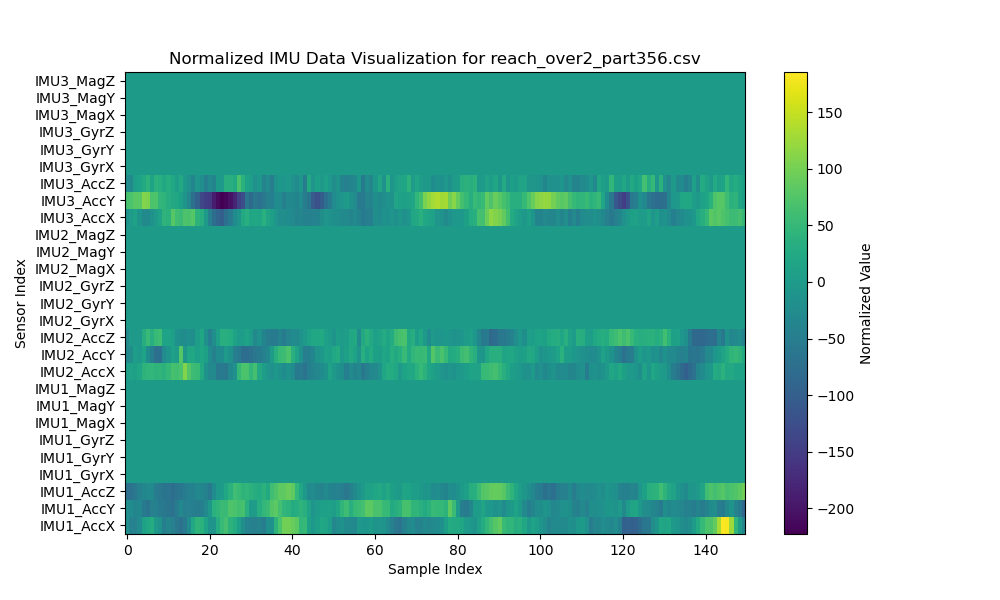 Normalized IMU Data Visualization for reach_over2_part356.csv
IMU3_MagZ
IMU3_MagY
IMU3_MagX
IMU3_GyrZ
IMU3_GyrY
IMU3_GyrX
IMU3_AccZ
IMU3_AccY
IMU3_AccX
IMU2_MagZ
IMU2_MagY
IMU2_MagX
IMU2_GyrZ
IMU2_GyrY
IMU2_GyrX
IMU2_AccZ
IMU2_AccY
IMU2_AccX
IMU1_MagZ
IMU1_MagY
IMU1_MagX
IMU1_GyrZ
IMU1_GyrY
IMU1_GyrX
IMU1_AccZ
IMU1_AccY
IMU1_AccX
Sensor Index
0 20 40 60 80 100 120 140
Sample Index
150
100
50
0
−50
−100
−150
−200
Normalized Value